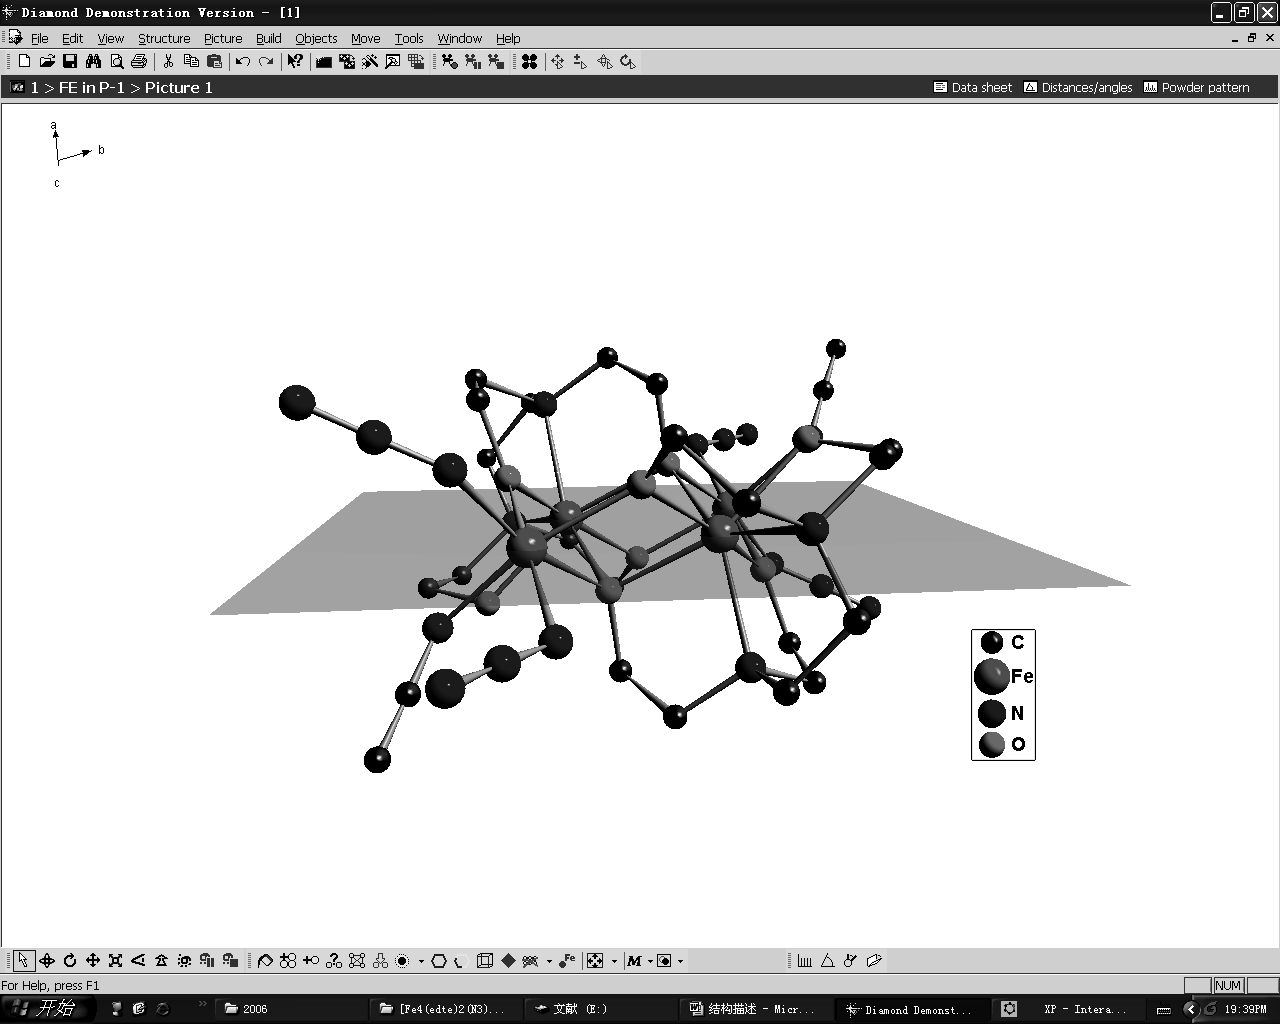 Diamond Demonstration Version - [1]
File Edit View Structure Picture Build Objects Move Tools Window Help
1 > FE in P-1 > Picture 1
Data sheet Distances/angles Powder pattern
a
b
c
C
Fe
N
O
For Help, press F1
NUM
开始 2006 [Fe4(edte)2(N3)... 文献 (E:) 结构描述 - Micr... Diamond Demonst... XP - Intera... 19:39PM